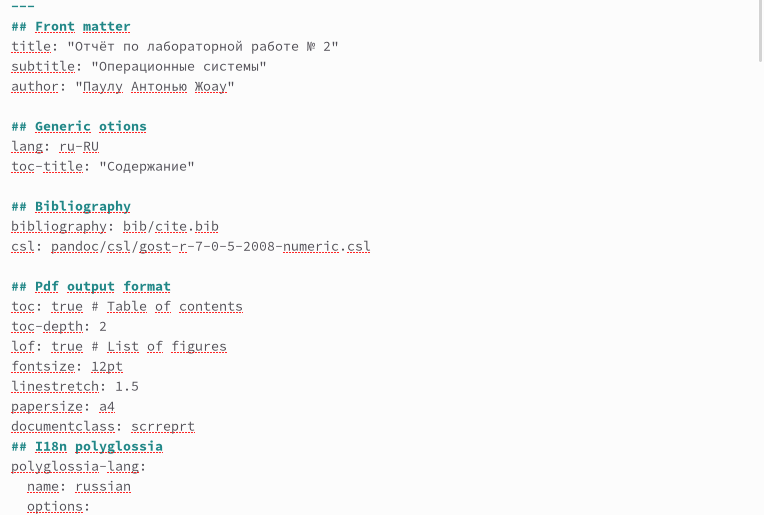 ---
## Front matter
title: "Отчёт по лабораторной работе № 2"
subtitle: "Операционные системы"
author: "Паулу Антонью Жоау"
## Generic otions
lang: ru-RU
toc-title: "Содержание"
## Bibliography
bibliography: bib/cite.bib
csl: pandoc/csl/gost-r-7-0-5-2008-numeric.csl
## Pdf output format
toc: true # Table of contents
toc-depth: 2
lof: true # List of figures
fontsize: 12pt
linestretch: 1.5
papersize: a4
documentclass: scrreprt
## I18n polyglossia
polyglossia-lang:
  name: russian
  options: